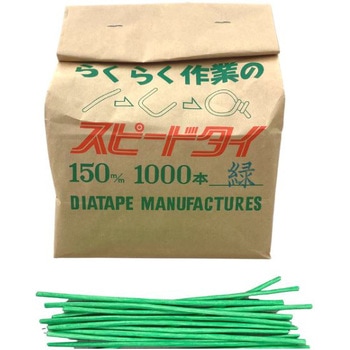 らくらく作業の
スピードタイ
150m/m 1000本 緑
DIATAPE MANUFACTURES